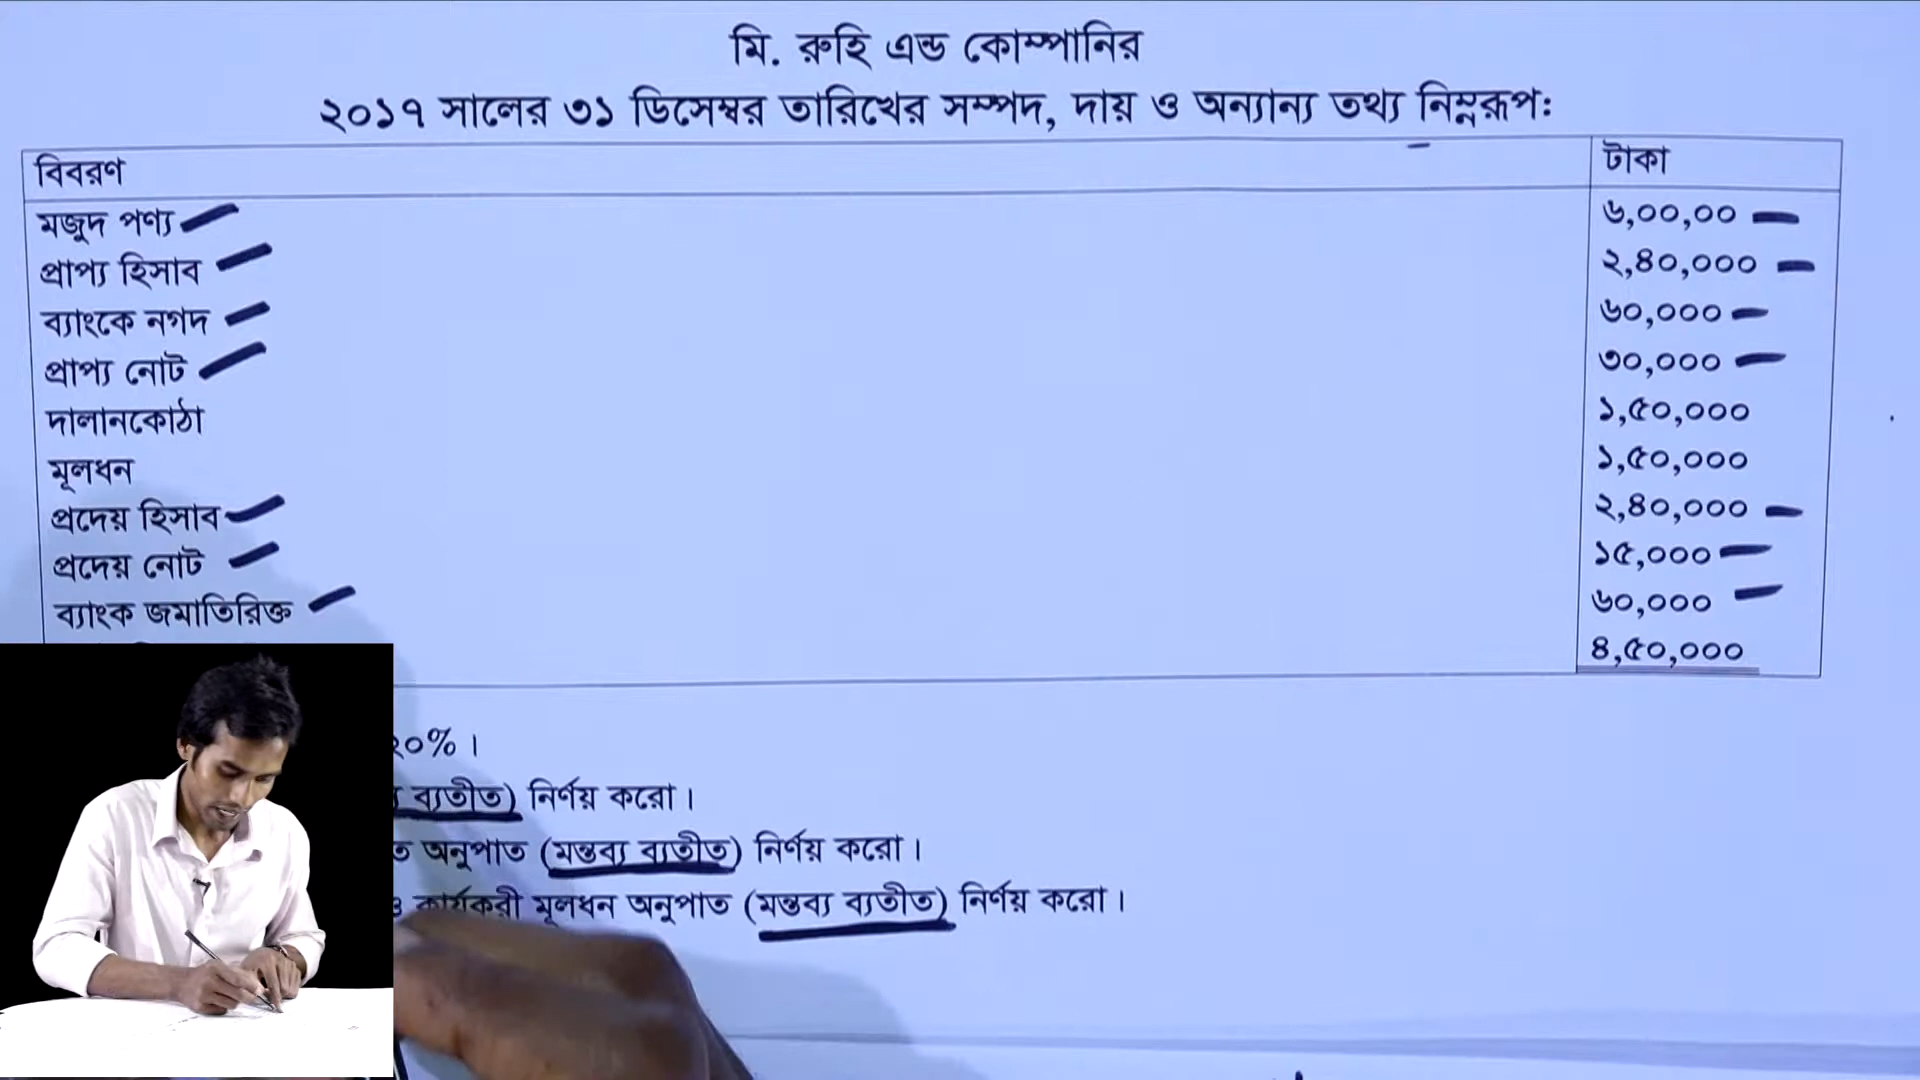 মি. রুহি এন্ড কোম্পানির
২০১৭ সালের ৩১ ডিসেম্বর তারিখের সম্পদ, দায় ও অন্যান্য তথ্য নিম্নরূপঃ
বিবরণ টাকা
মজুদ পণ্য ৬,০০,০০
প্রাপ্য হিসাব ২,৪০,০০০
ব্যাংকে নগদ ৬০,০০০
প্রাপ্য নোট ৩০,০০০
দালানকোঠা ১,৫০,০০০
মূলধন ১,৫০,০০০
প্রদেয় হিসাব ২,৪০,০০০
প্রদেয় নোট ১৫,০০০
ব্যাংক জমাতিরিক্ত ৬০,০০০
৪,৫০,০০০
২০% ।
ব্যতীত) নির্ণয় করো।
অনুপাত (মন্তব্য ব্যতীত) নির্ণয় করো।
কার্যকরী মূলধন অনুপাত (মন্তব্য ব্যতীত) নির্ণয় করো।